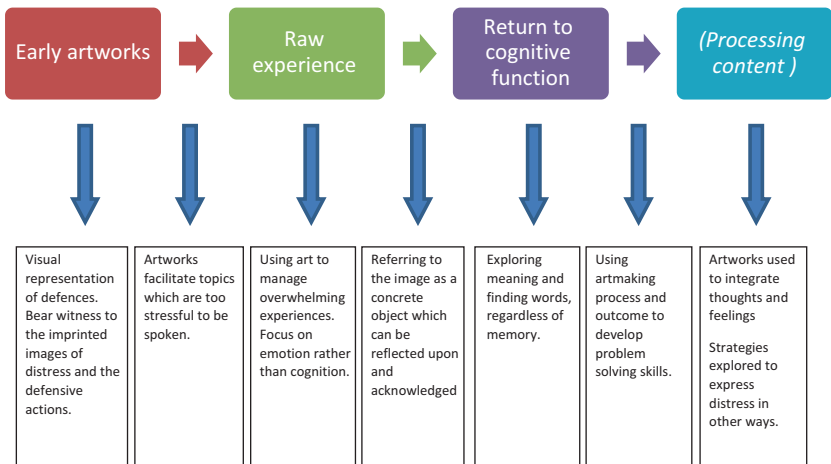 Early artworks
Raw
experience
Return to
cognitive
function
(Processing
content )
Visual
representation
of defences.
Bear witness to
the imprinted
images of
distress and the
defensive
actions.
Artworks
facilitate topics
which are too
stressful to be
spoken.
Using art to
manage
overwhelming
experiences.
Focus on
emotion rather
than cognition.
Referring to
the image as a
concrete
object which
can be
reflected upon
and
acknowledged
Exploring
meaning and
finding words,
regardless of
memory.
Using
artmaking
process and
outcome to
develop
problem
solving skills.
Artworks used
to integrate
thoughts and
feelings
Strategies
explored to
express
distress in
other ways.